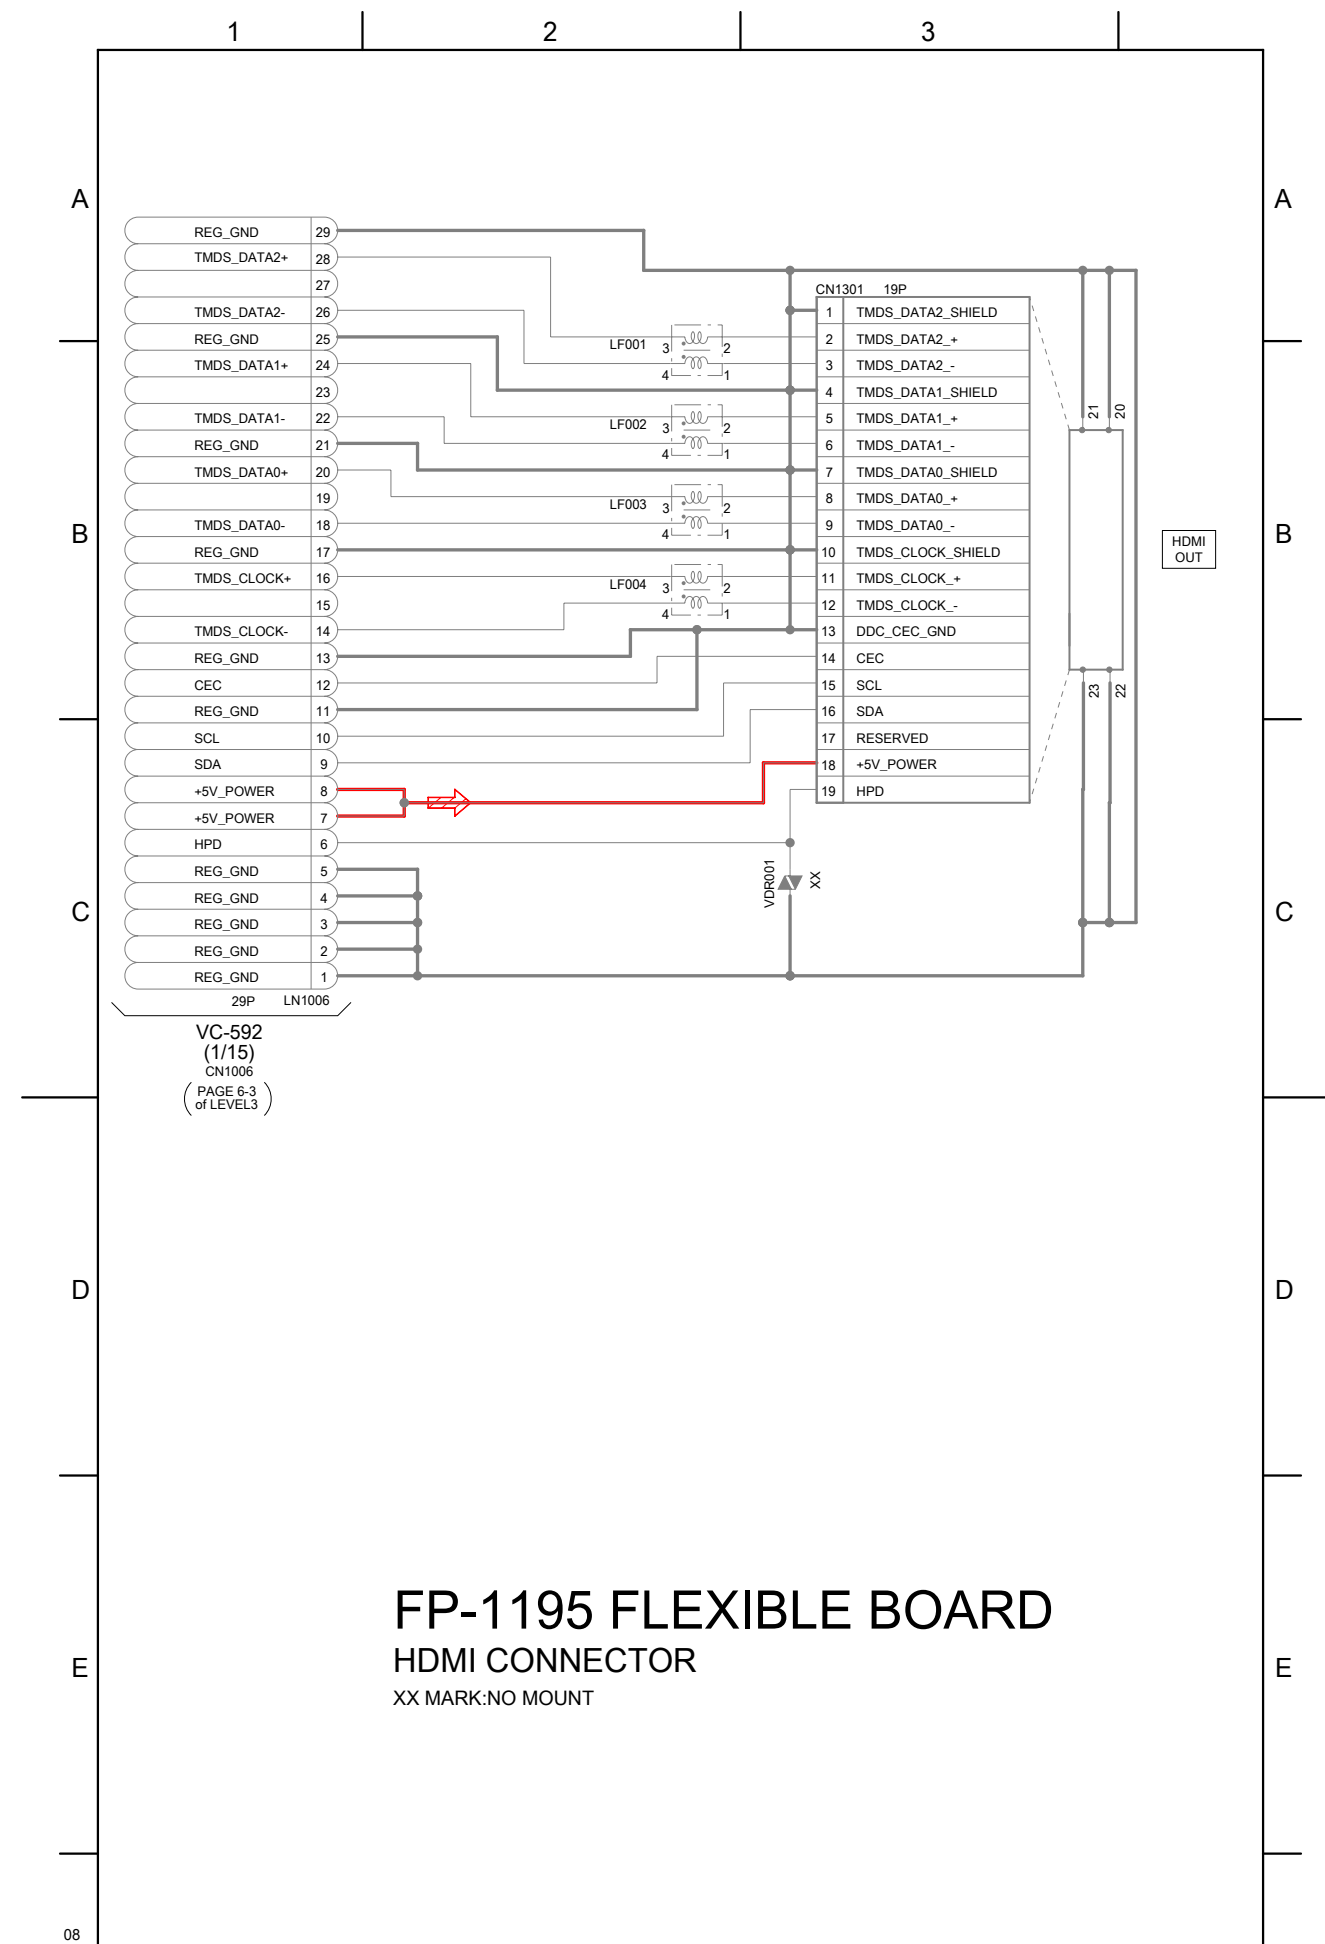 1 2 3
A A
REG_GND 29
TMDS_DATA2+ 28
27
TMDS_DATA2- 26
REG_GND 25
TMDS_DATA1+ 24
23
TMDS_DATA1- 22
REG_GND 21
TMDS_DATA0+ 20
19
TMDS_DATA0- 18
REG_GND 17
TMDS_CLOCK+ 16
15
TMDS_CLOCK- 14
REG_GND 13
CEC 12
REG_GND 11
SCL 10
SDA 9
+5V_POWER 8
+5V_POWER 7
HPD 6
REG_GND 5
REG_GND 4
REG_GND 3
REG_GND 2
REG_GND 1
29P LN1006
VC-592
(1/15)
CN1006
PAGE 6-3
of LEVEL3
LF001 3 2
4 1
LF002 3 2
4 1
LF003 3 2
4 1
LF004 3 2
4 1
CN1301 19P
1 TMDS_DATA2_SHIELD
2 TMDS_DATA2_+
3 TMDS_DATA2_-
4 TMDS_DATA1_SHIELD
5 TMDS_DATA1_+
6 TMDS_DATA1_-
7 TMDS_DATA0_SHIELD
8 TMDS_DATA0_+
9 TMDS_DATA0_-
10 TMDS_CLOCK_SHIELD
11 TMDS_CLOCK_+
12 TMDS_CLOCK_-
13 DDC_CEC_GND
14 CEC
15 SCL
16 SDA
17 RESERVED
18 +5V_POWER
19 HPD
VDR001 XX
21 20
23 22
HDMI
OUT
B B
C C
D D
FP-1195 FLEXIBLE BOARD
HDMI CONNECTOR
XX MARK:NO MOUNT
E E
08